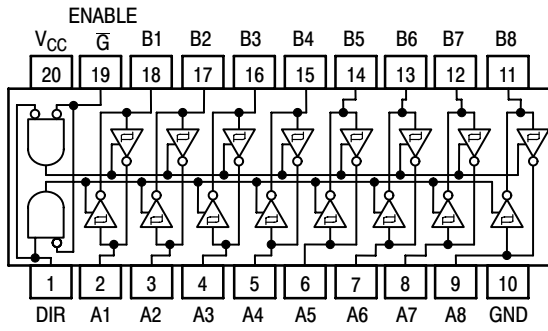 ENABLE
V_CC G̅ B1 B2 B3 B4 B5 B6 B7 B8
20 19 18 17 16 15 14 13 12 11
1 2 3 4 5 6 7 8 9 10
DIR A1 A2 A3 A4 A5 A6 A7 A8 GND